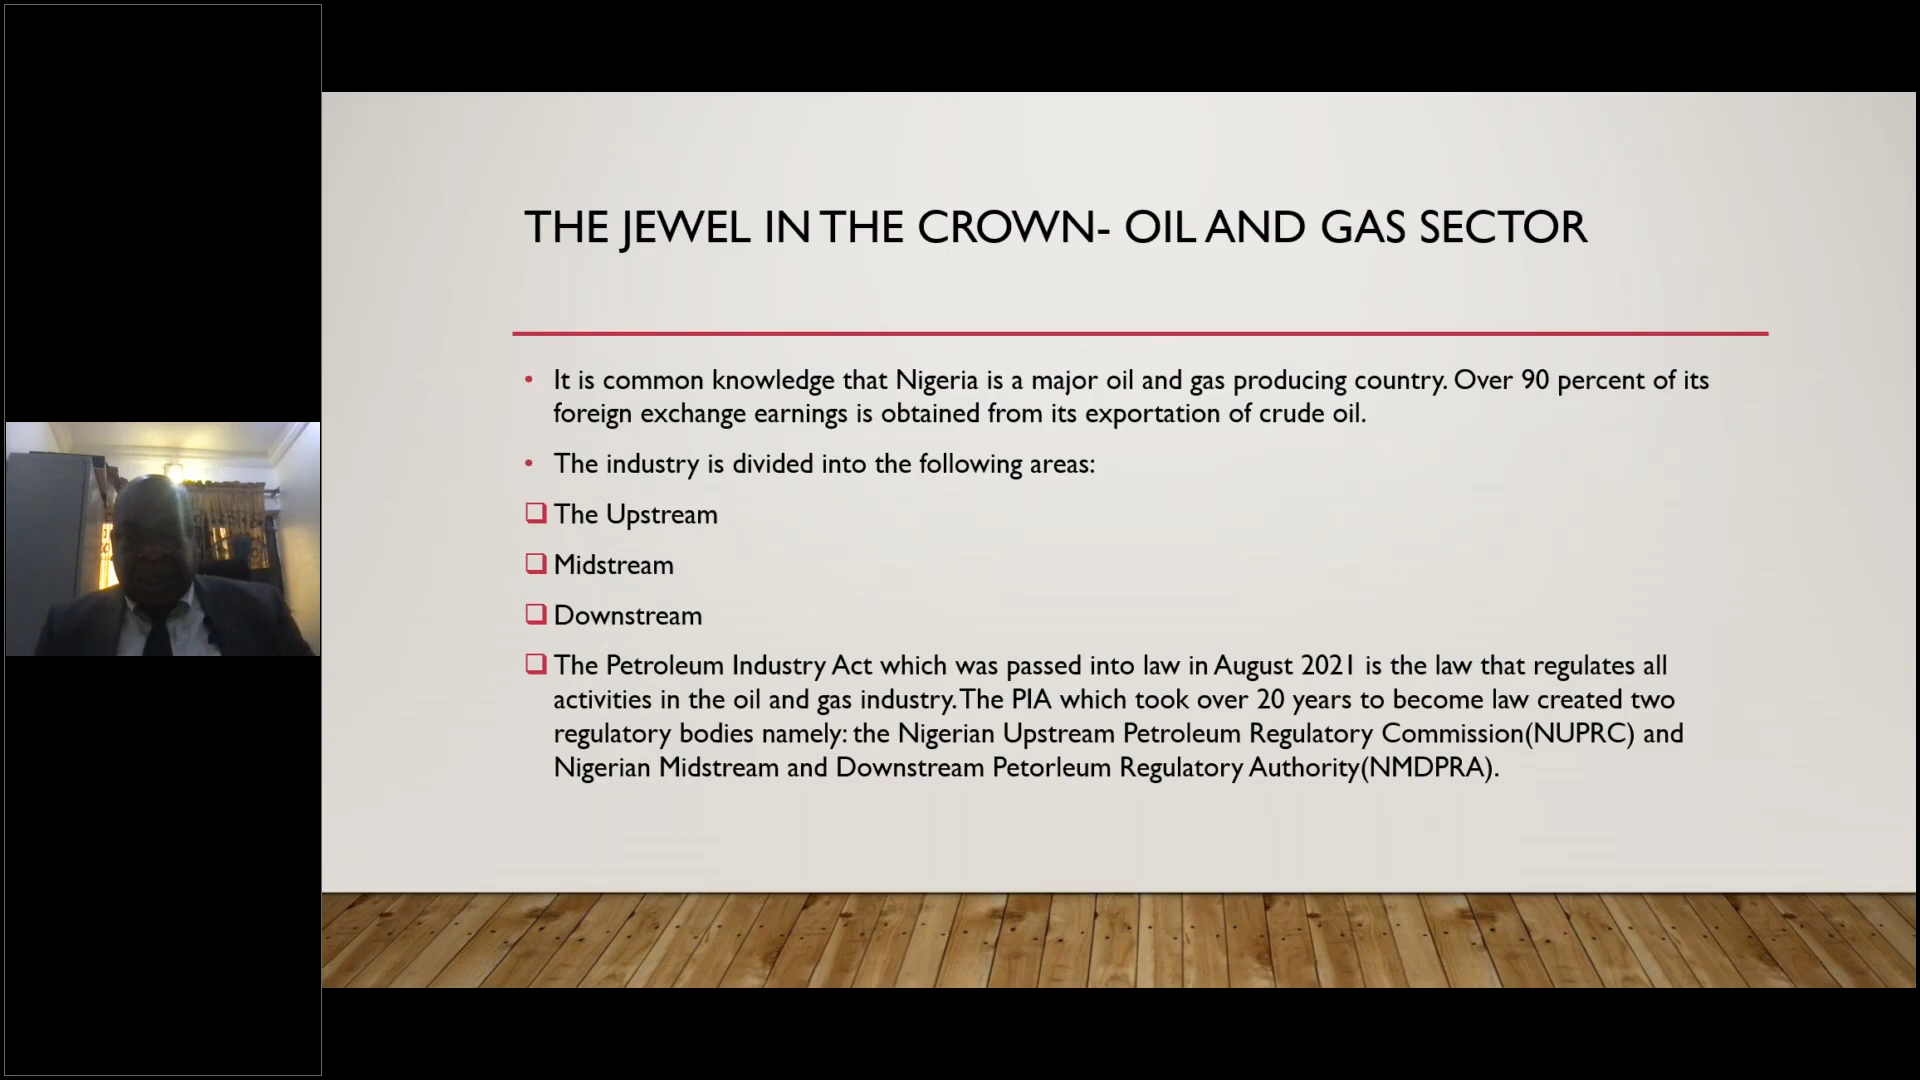 THE JEWEL IN THE CROWN- OIL AND GAS SECTOR
• It is common knowledge that Nigeria is a major oil and gas producing country. Over 90 percent of its
foreign exchange earnings is obtained from its exportation of crude oil.
• The industry is divided into the following areas:
❑ The Upstream
❑ Midstream
❑ Downstream
❑ The Petroleum Industry Act which was passed into law in August 2021 is the law that regulates all
activities in the oil and gas industry. The PIA which took over 20 years to become law created two
regulatory bodies namely: the Nigerian Upstream Petroleum Regulatory Commission(NUPRC) and
Nigerian Midstream and Downstream Petorleum Regulatory Authority(NMDPRA).